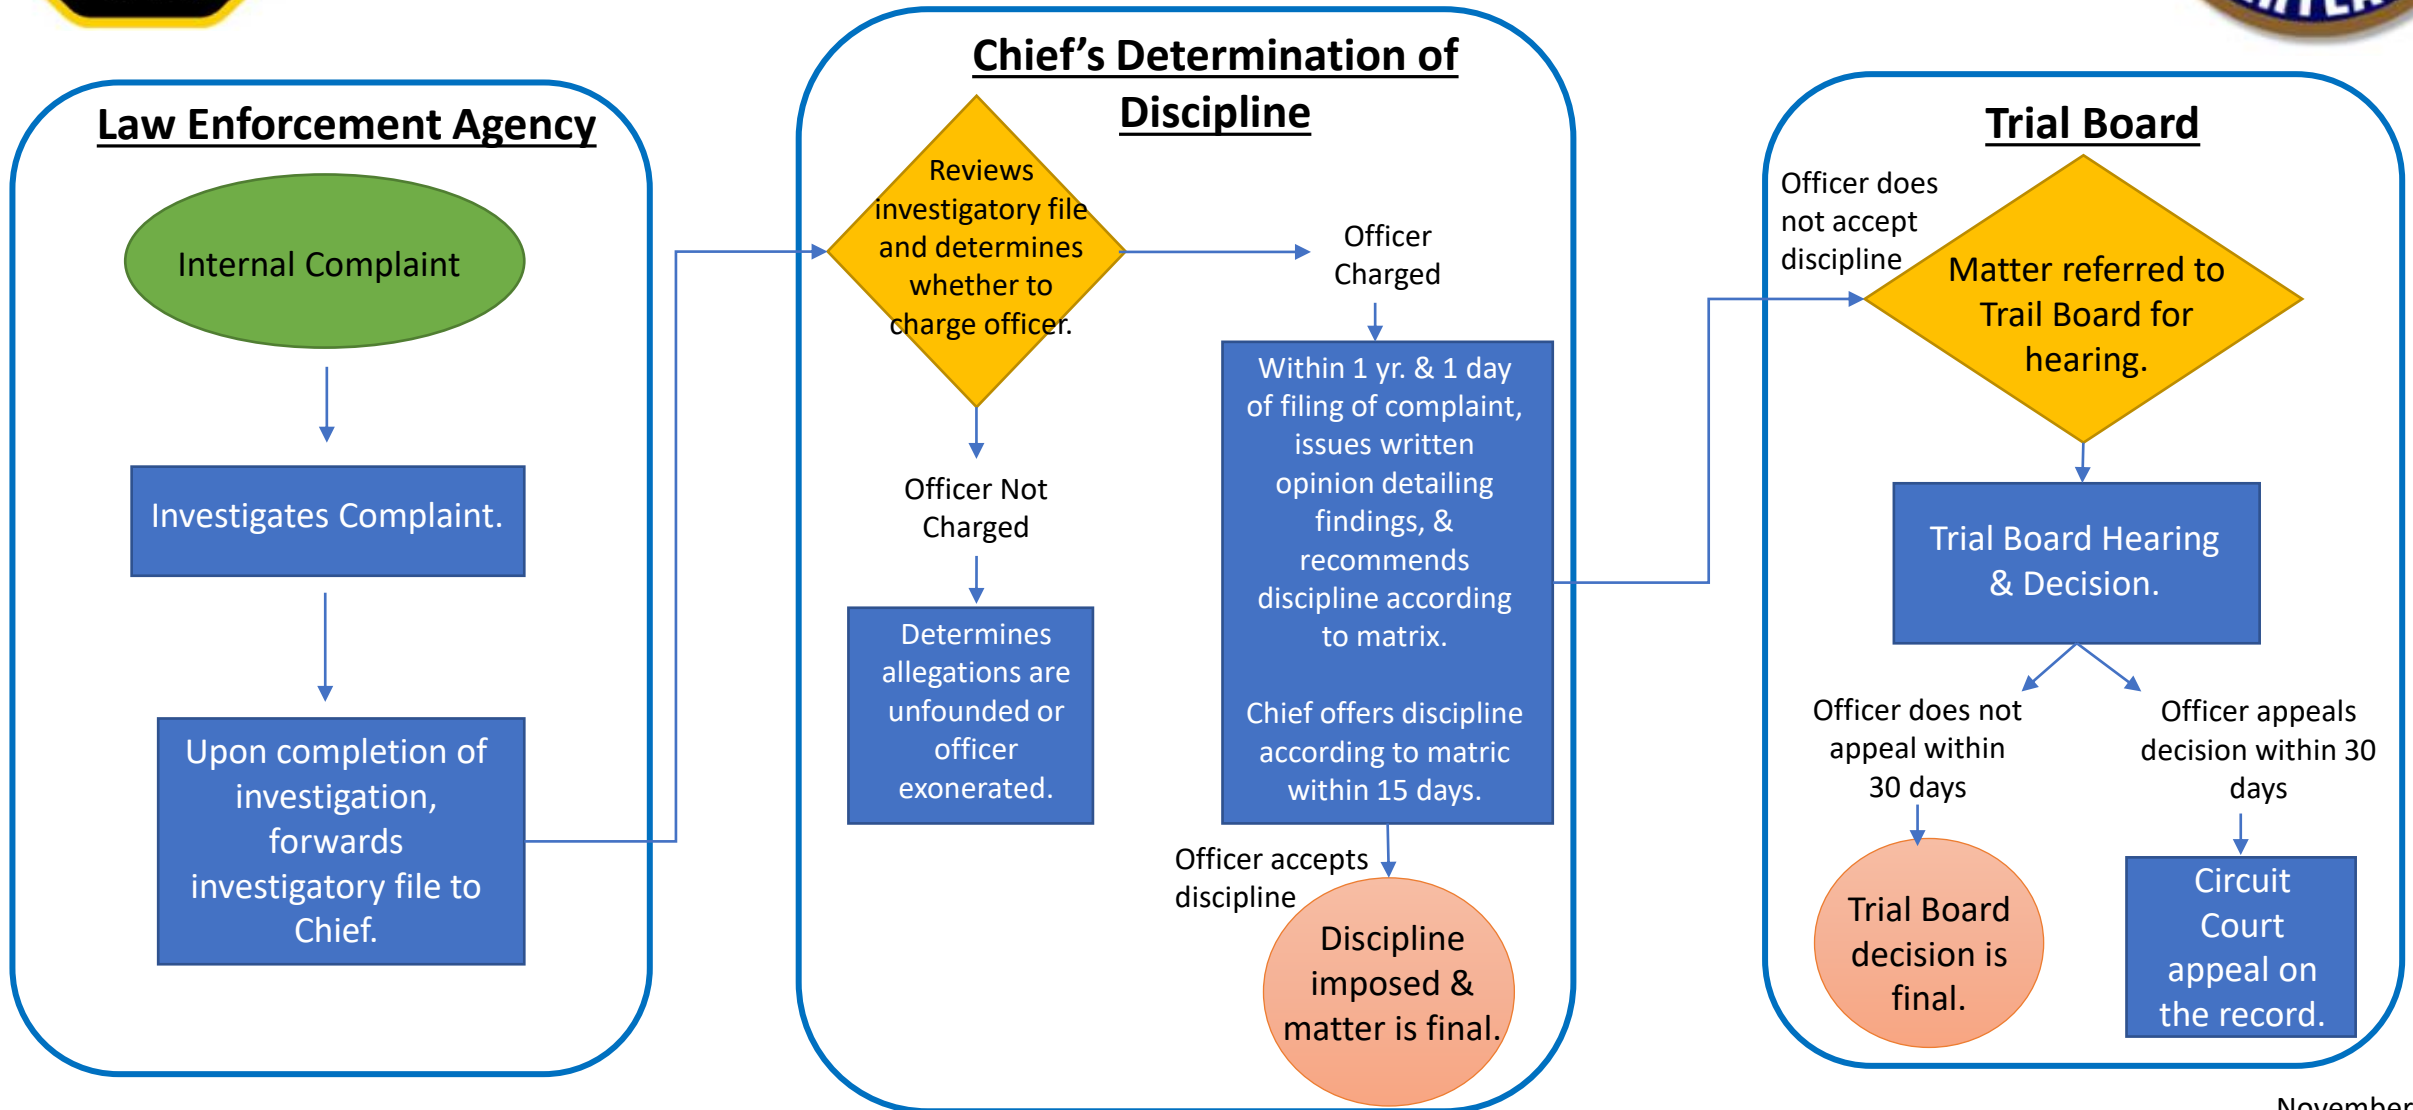 Law Enforcement Agency
Internal Complaint
Investigates Complaint.
Upon completion of
investigation,
forwards
investigatory file to
Chief.
Chief’s Determination of
Discipline
Reviews
investigatory file
and determines
whether to
charge officer.
Officer
Charged
Officer Not
Charged
Determines
allegations are
unfounded or
officer
exonerated.
Within 1 yr. & 1 day
of filing of complaint,
issues written
opinion detailing
findings, &
recommends
discipline according
to matrix.
Chief offers discipline
according to matric
within 15 days.
Officer accepts
discipline
Discipline
imposed &
matter is final.
Trial Board
Officer does
not accept
discipline
Matter referred to
Trail Board for
hearing.
Trial Board Hearing
& Decision.
Officer does not
appeal within
30 days
Officer appeals
decision within 30
days
Trial Board
decision is
final.
Circuit
Court
appeal on
the record.
November